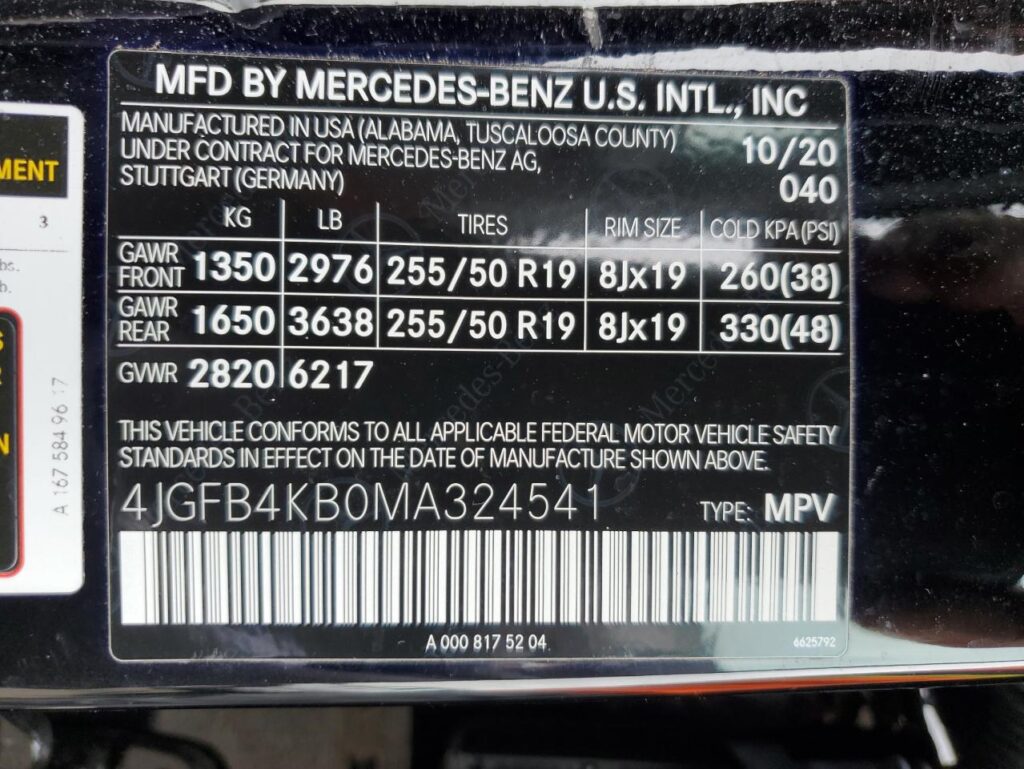 MFD BY MERCEDES-BENZ U.S. INTL., INC
MANUFACTURED IN USA (ALABAMA, TUSCALOOSA COUNTY)
UNDER CONTRACT FOR MERCEDES-BENZ AG,
STUTTGART (GERMANY)
10/20
040
KG LB TIRES RIM SIZE COLD KPA (PSI)
GAWR FRONT 1350 2976 255/50 R19 8Jx19 260(38)
GAWR REAR 1650 3638 255/50 R19 8Jx19 330(48)
GVWR 2820 6217
THIS VEHICLE CONFORMS TO ALL APPLICABLE FEDERAL MOTOR VEHICLE SAFETY
STANDARDS IN EFFECT ON THE DATE OF MANUFACTURE SHOWN ABOVE.
4JGFB4KB0MA324541 TYPE: MPV
A 000 817 52 04
6625792
MENT
3
bs.
b.
N
A 167 584 96 17